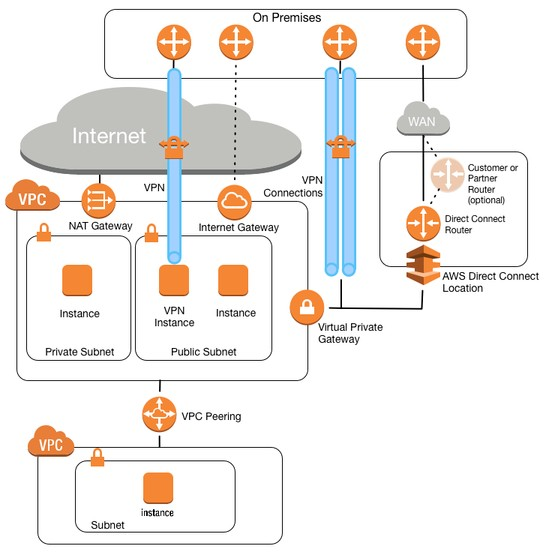 On Premises
Internet
WAN
VPN
VPN
Connections
Customer or
Partner
Router
(optional)
VPC
NAT Gateway
Internet Gateway
Direct Connect
Router
AWS Direct Connect
Location
Instance
VPN
Instance
Instance
Virtual Private
Gateway
Private Subnet
Public Subnet
VPC Peering
VPC
instance
Subnet